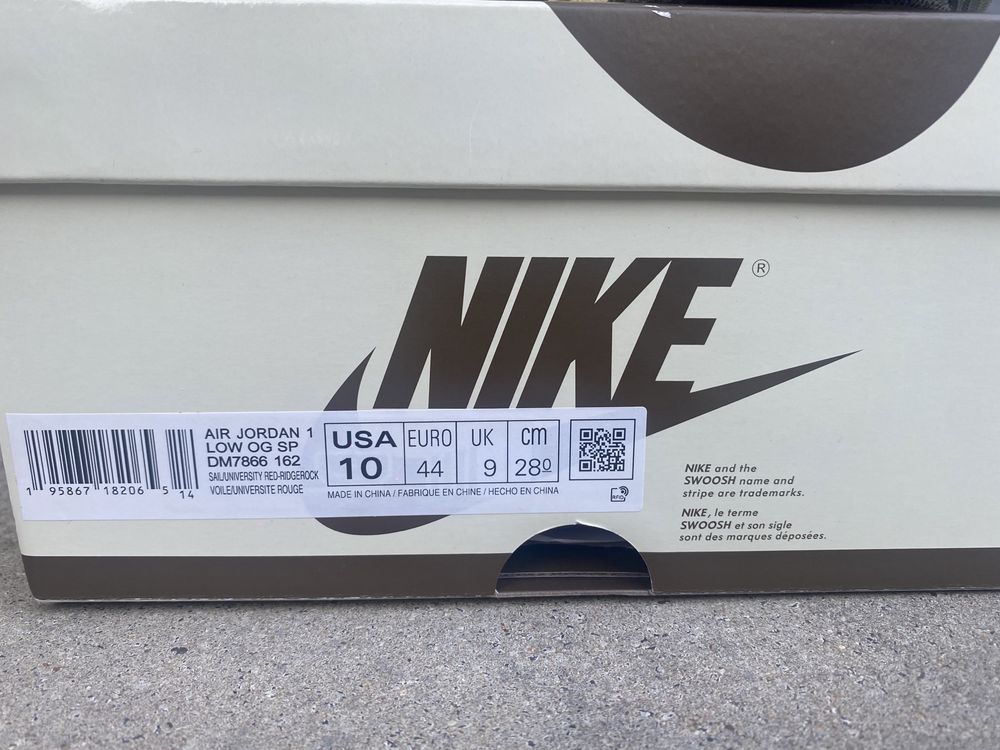 NIKE ®
AIR JORDAN 1
LOW OG SP
DM7866 162
SAIL/UNIVERSITY RED-RIDGEROCK
VOILE/UNIVERSITE ROUGE
1 95867 18206 5 14
USA EURO UK cm
10 44 9 280
MADE IN CHINA / FABRIQUE EN CHINE / HECHO EN CHINA
RFID
NIKE and the
SWOOSH name and
stripe are trademarks.
NIKE, le terme
SWOOSH et son sigle
sont des marques déposées.